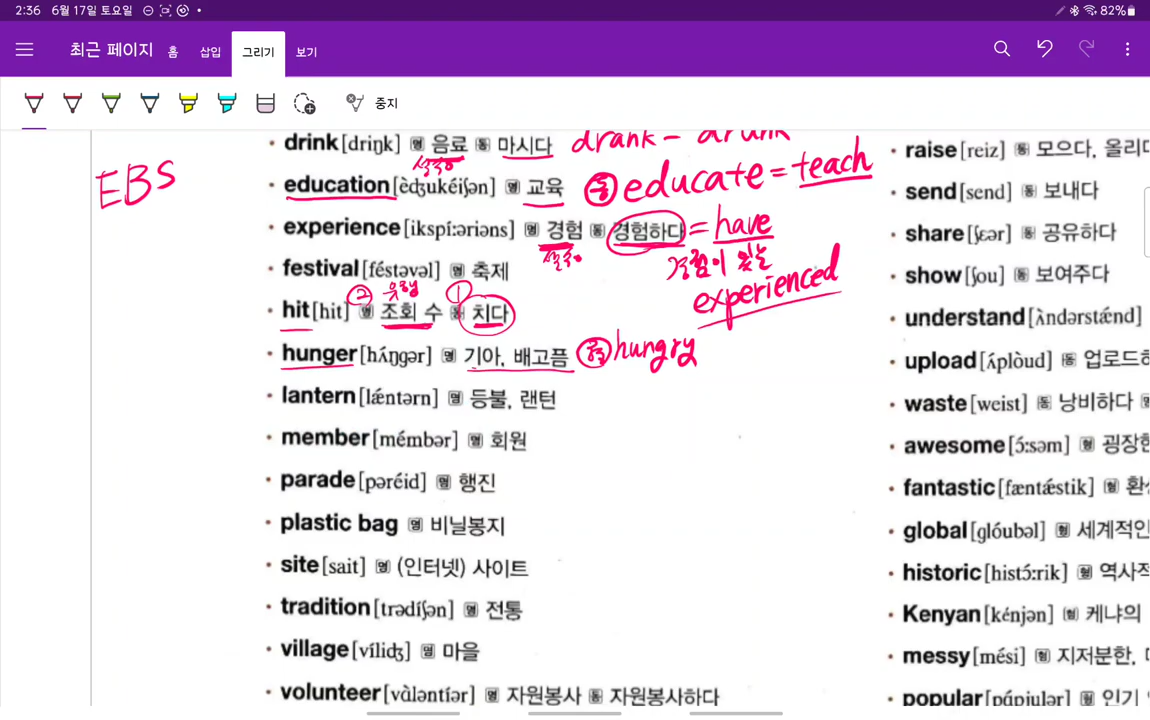 2:36 6월 17일 토요일 82%
최근 페이지 홈 삽입 그리기 보기
중지
EBS
drink[driŋk] 명 음료 동 마시다 drank - drunk
셀 수 o
education[èdʒukéiʃən] 명 교육 동 educate = teach
experience[ikspíːəriəns] 명 경험 동 경험하다 = have
경험이 있는
experienced
festival[féstəvəl] 명 축제
② ①
hit[hit] 명 조회 수 동 치다
hunger[hʌ́ŋgər] 명 기아, 배고픔 형 hungry
lantern[lǽntərn] 명 등불, 랜턴
member[mémbər] 명 회원
parade[pəréid] 명 행진
plastic bag 명 비닐봉지
site[sait] 명 (인터넷) 사이트
tradition[trədíʃən] 명 전통
village[vílidʒ] 명 마을
volunteer[vὰləntíər] 명 자원봉사 동 자원봉사하다
raise[reiz] 동 모으다, 올리다
send[send] 동 보내다
share[ʃɛər] 동 공유하다
show[ʃou] 동 보여주다
understand[ʌ̀ndərstǽnd]
upload[ʌ́plòud] 동 업로드하
waste[weist] 동 낭비하다 명
awesome[ɔ́ːsəm] 형 굉장한
fantastic[fæntǽstik] 형 환
global[glóubəl] 형 세계적인
historic[histɔ́ːrik] 형 역사적
Kenyan[kénjən] 형 케냐의
messy[mési] 형 지저분한,
popular[pɑ́pjulər] 형 인기